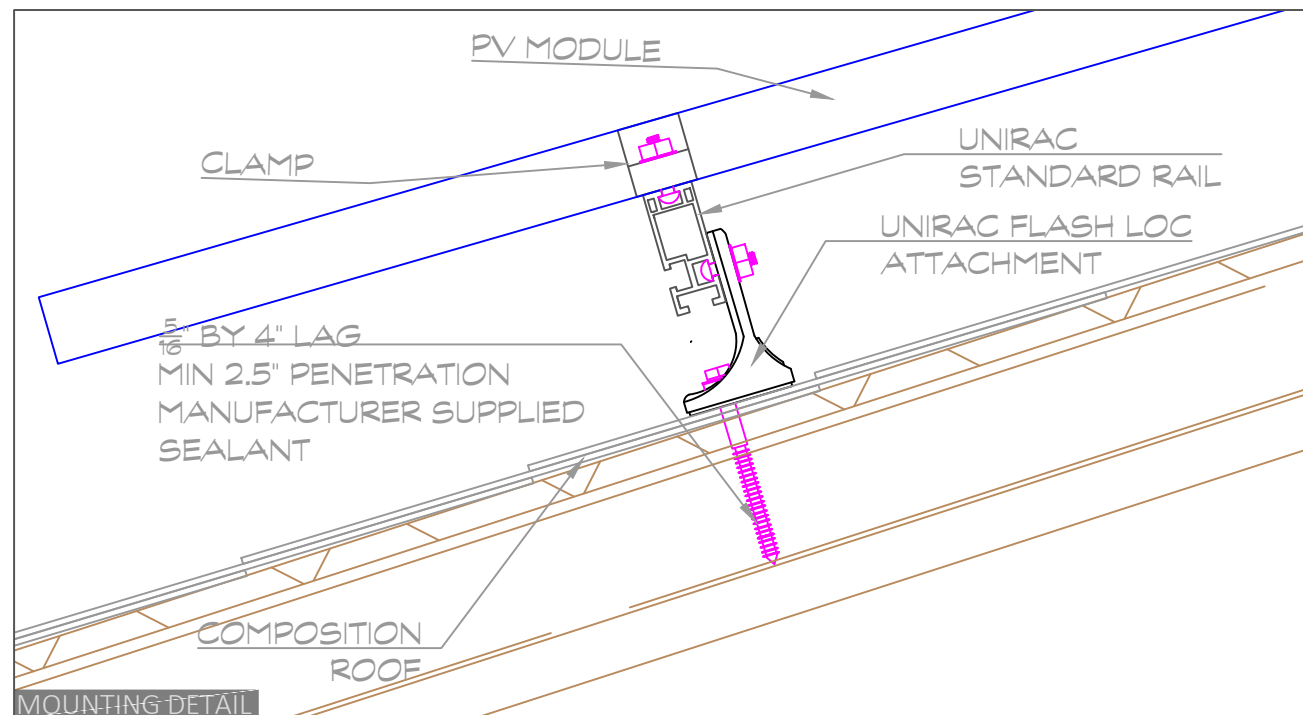 PV MODULE
CLAMP
UNIRAC
STANDARD RAIL
UNIRAC FLASH LOC
ATTACHMENT
5/16" BY 4" LAG
MIN 2.5" PENETRATION
MANUFACTURER SUPPLIED
SEALANT
COMPOSITION
ROOF
MOUNTING DETAIL